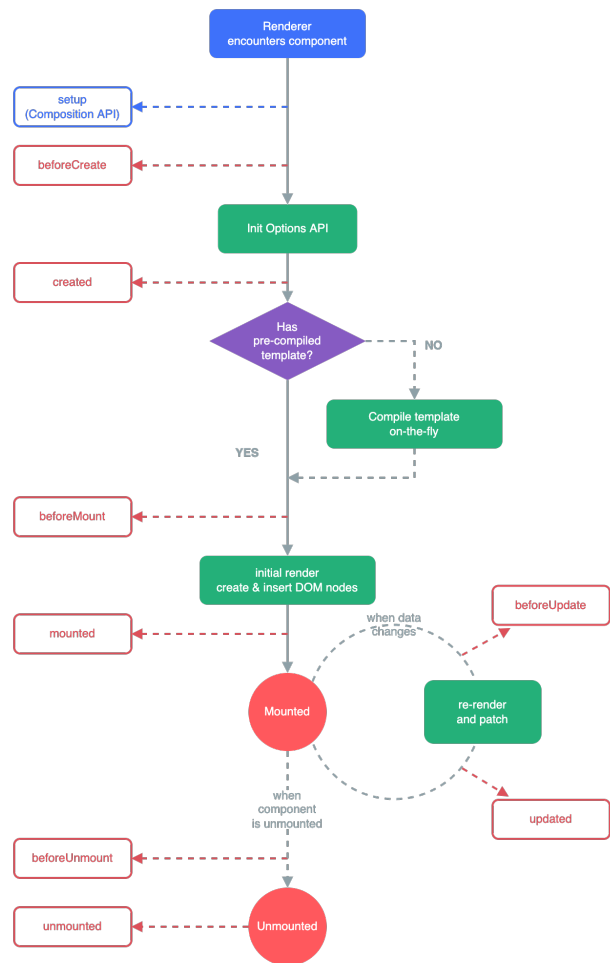 Renderer
encounters component
setup
(Composition API)
beforeCreate
Init Options API
created
Has
pre-compiled
template?
NO
Compile template
on-the-fly
YES
beforeMount
initial render
create & insert DOM nodes
beforeUpdate
when data
changes
mounted
Mounted
re-render
and patch
when
component
is unmounted
updated
beforeUnmount
unmounted
Unmounted